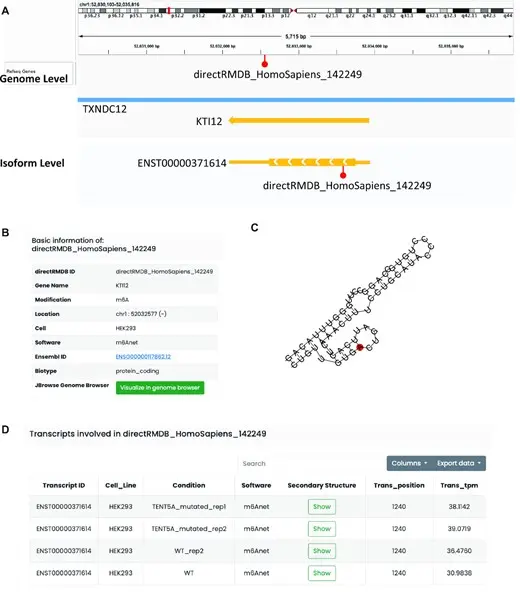 A
chr1:52,030,103-52,035,816
p36.23 p36.11 p34.3 p34.1 p32.2 p31.3 p31.1 p22.3 p21.3 p13.3 p12 q12 q21.1 q22 q24.1 q25.2 q31.1 q32.1 q41 q42.2 q44
5,715 bp
52,031,000 bp 52,032,000 bp 52,033,000 bp 52,034,000 bp 52,035,000 bp
Refseq Genes
Genome Level
directRMDB_HomoSapiens_142249
TXNDC12
KTI12
Isoform Level
ENST00000371614
directRMDB_HomoSapiens_142249
B
Basic information of:
directRMDB_HomoSapiens_142249
directRMDB ID directRMDB_HomoSapiens_142249
Gene Name KTI12
Modification m6A
Location chr1 : 52032577 (-)
Cell HEK293
Software m6Anet
Ensembl ID ENSG00000117862.12
Biotype protein_coding
JBrowse Genome Browser Visualize in genome browser
C
D
Transcripts involved in directRMDB_HomoSapiens_142249
Search Columns Export data
Transcript ID Cell_Line Condition Software Secondary Structure Trans_position Trans_tpm
ENST00000371614 HEK293 TENT5A_mutated_rep1 m6Anet Show 1240 38.1142
ENST00000371614 HEK293 TENT5A_mutated_rep2 m6Anet Show 1240 39.0719
ENST00000371614 HEK293 WT_rep2 m6Anet Show 1240 36.4760
ENST00000371614 HEK293 WT m6Anet Show 1240 30.9838